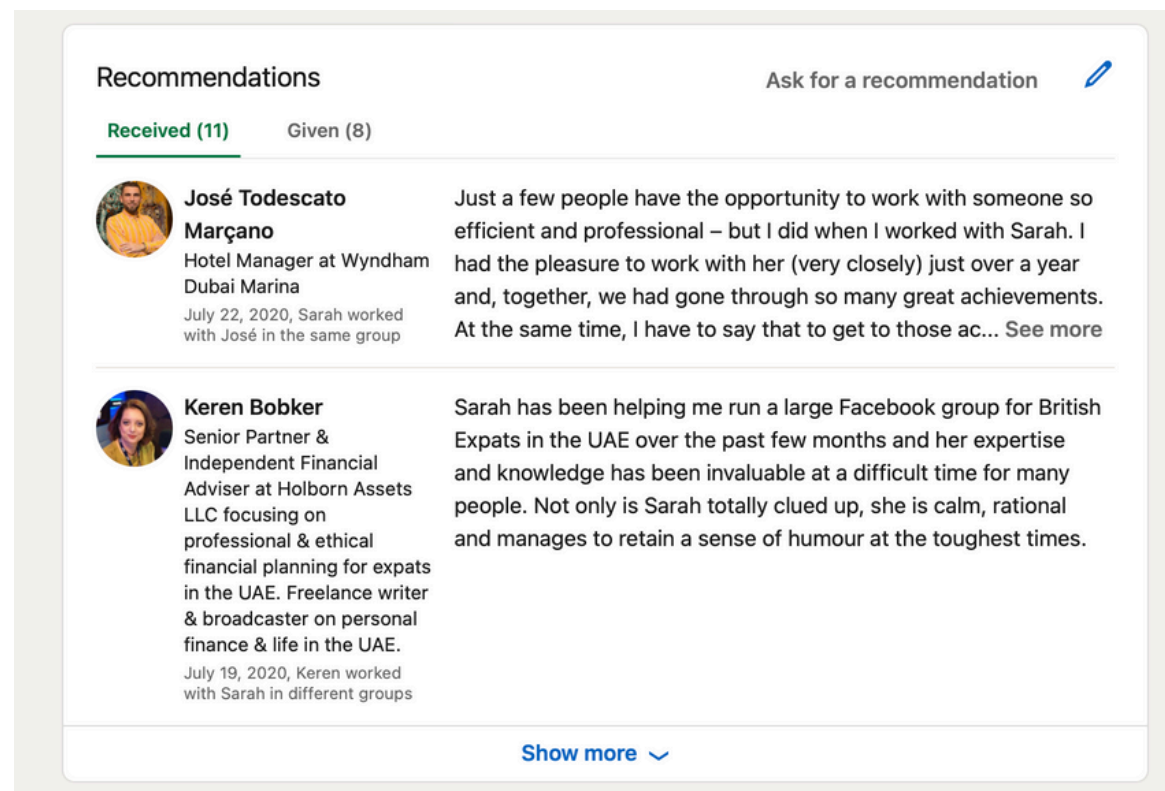 Recommendations
Ask for a recommendation
Received (11)
Given (8)
José Todescato
Marçano
Hotel Manager at Wyndham
Dubai Marina
July 22, 2020, Sarah worked
with José in the same group
Just a few people have the opportunity to work with someone so
efficient and professional – but I did when I worked with Sarah. I
had the pleasure to work with her (very closely) just over a year
and, together, we had gone through so many great achievements.
At the same time, I have to say that to get to those ac... See more
Keren Bobker
Senior Partner &
Independent Financial
Adviser at Holborn Assets
LLC focusing on
professional & ethical
financial planning for expats
in the UAE. Freelance writer
& broadcaster on personal
finance & life in the UAE.
July 19, 2020, Keren worked
with Sarah in different groups
Sarah has been helping me run a large Facebook group for British
Expats in the UAE over the past few months and her expertise
and knowledge has been invaluable at a difficult time for many
people. Not only is Sarah totally clued up, she is calm, rational
and manages to retain a sense of humour at the toughest times.
Show more